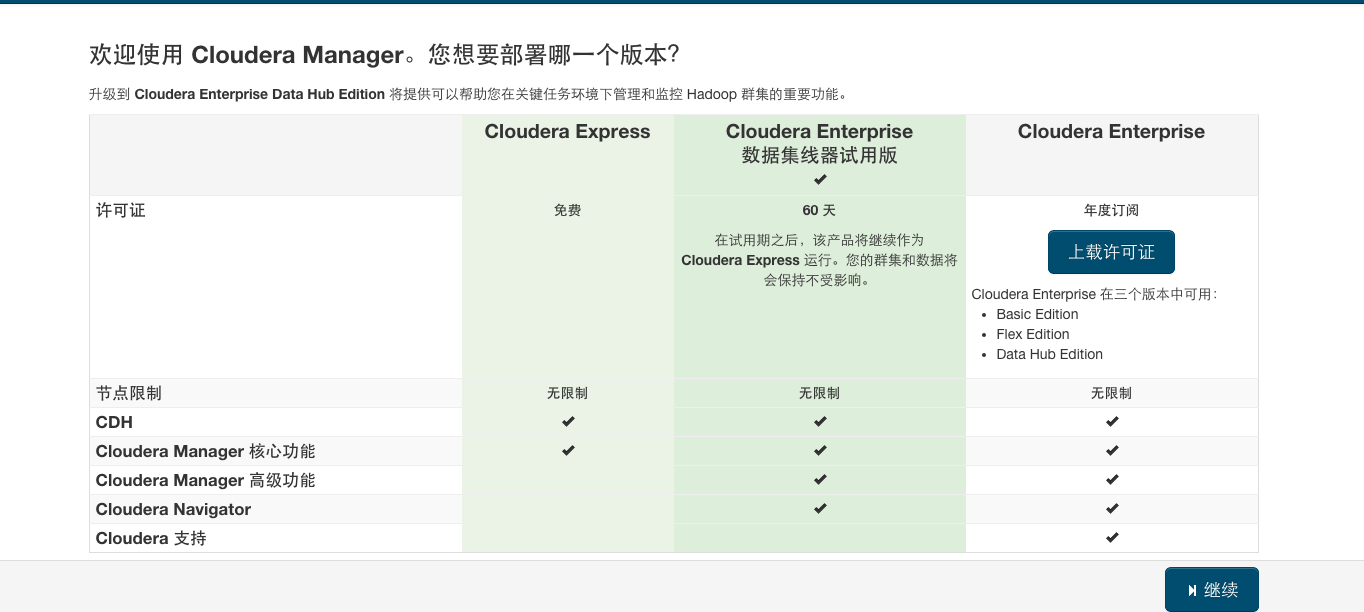 欢迎使用 Cloudera Manager。您想要部署哪一个版本?
升级到 Cloudera Enterprise Data Hub Edition 将提供可以帮助您在关键任务环境下管理和监控 Hadoop 群集的重要功能。
Cloudera Express
Cloudera Enterprise
数据集线器试用版
Cloudera Enterprise
许可证
免费
60 天
在试用期之后，该产品将继续作为
Cloudera Express 运行。您的群集和数据将
会保持不受影响。
年度订阅
上载许可证
Cloudera Enterprise 在三个版本中可用：
• Basic Edition
• Flex Edition
• Data Hub Edition
节点限制 无限制 无限制 无限制
CDH ✔ ✔ ✔
Cloudera Manager 核心功能 ✔ ✔ ✔
Cloudera Manager 高级功能 ✔ ✔
Cloudera Navigator ✔ ✔
Cloudera 支持 ✔
继续